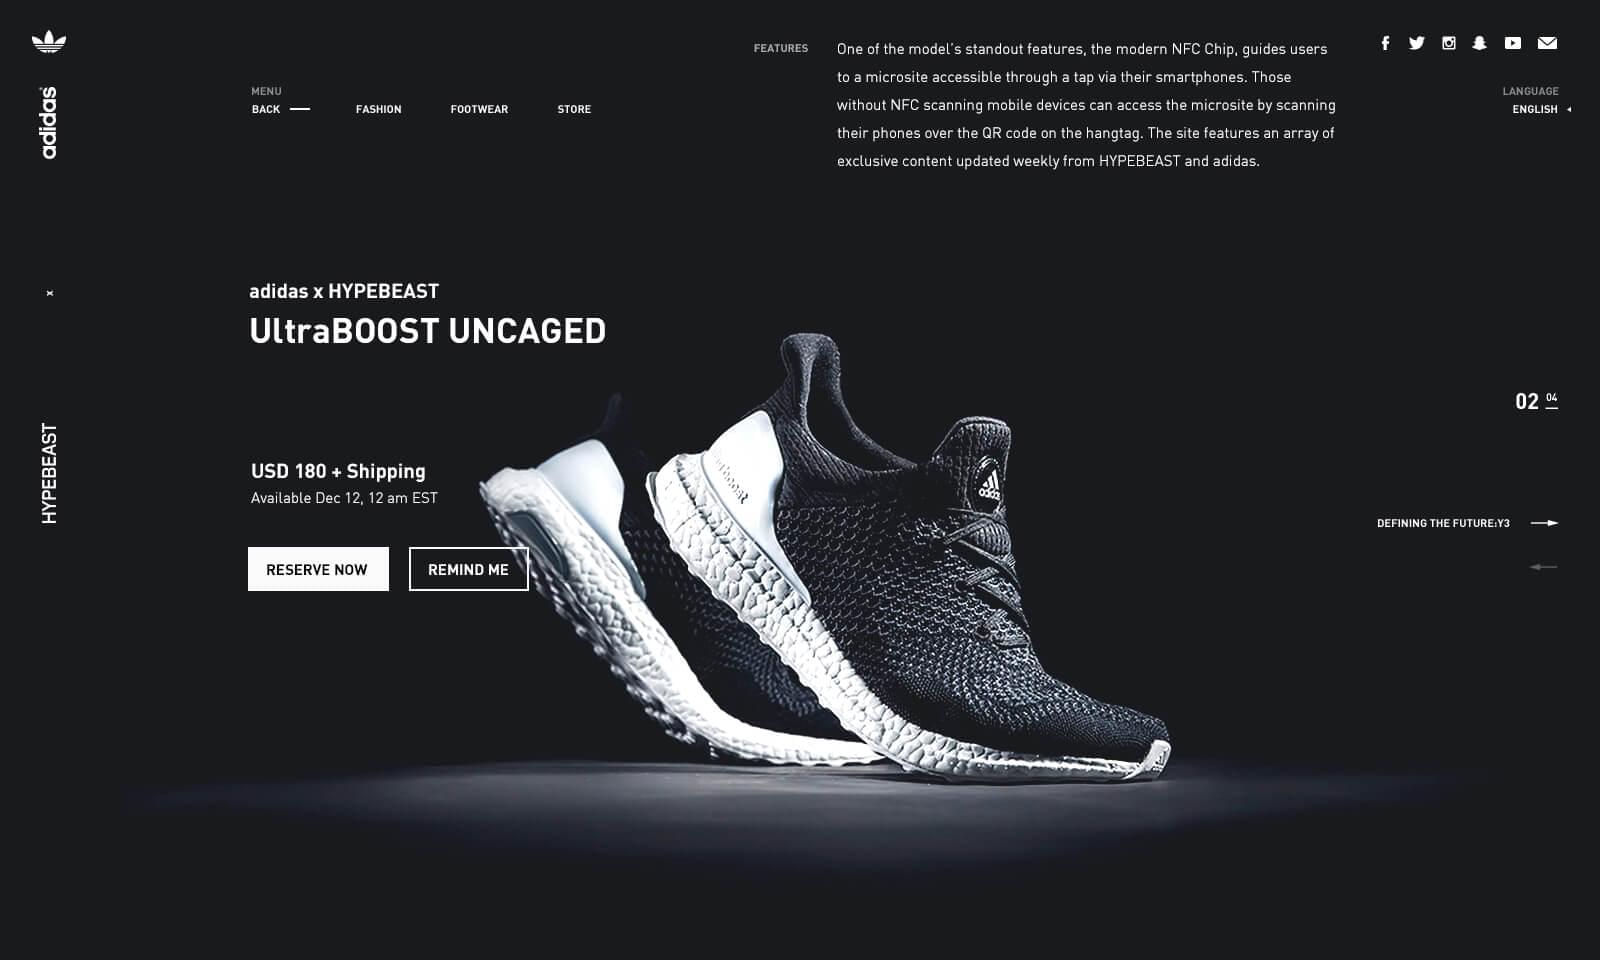 adidas
x
HYPEBEAST
MENU
BACK
FASHION
FOOTWEAR
STORE
FEATURES
One of the model's standout features, the modern NFC Chip, guides users
to a microsite accessible through a tap via their smartphones. Those
without NFC scanning mobile devices can access the microsite by scanning
their phones over the QR code on the hangtag. The site features an array of
exclusive content updated weekly from HYPEBEAST and adidas.
LANGUAGE
ENGLISH
adidas x HYPEBEAST
UltraBOOST UNCAGED
USD 180 + Shipping
Available Dec 12, 12 am EST
RESERVE NOW
REMIND ME
adidas
02 04
DEFINING THE FUTURE:Y3